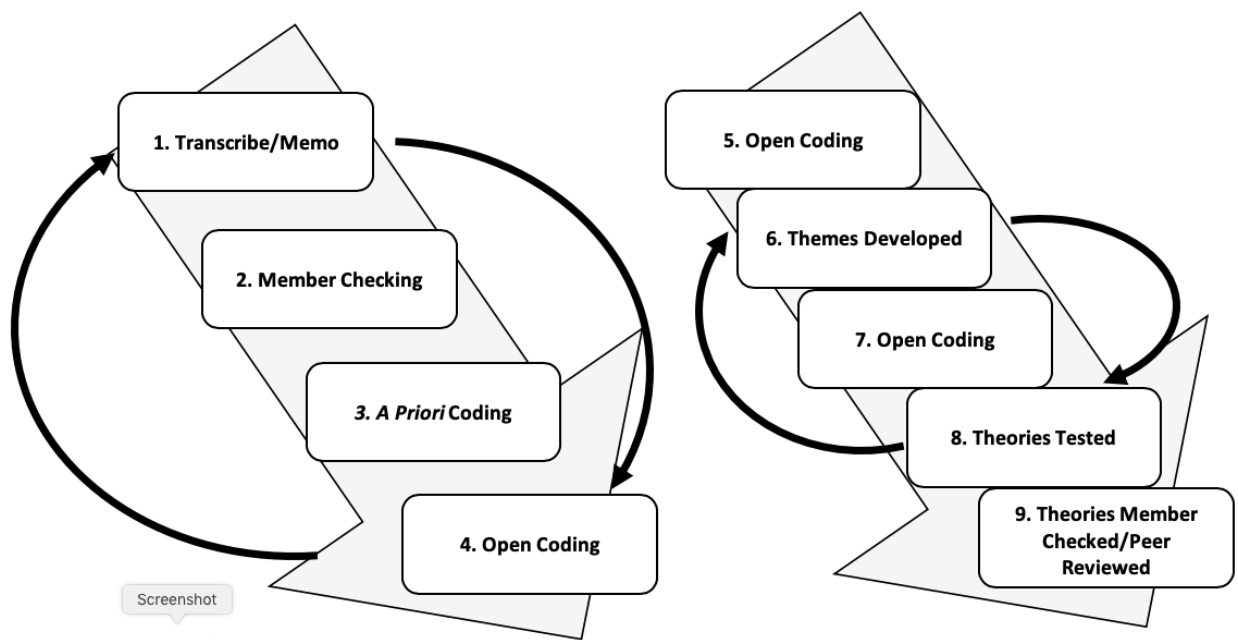 1. Transcribe/Memo
2. Member Checking
3. A Priori Coding
4. Open Coding
Screenshot
5. Open Coding
6. Themes Developed
7. Open Coding
8. Theories Tested
9. Theories Member
Checked/Peer
Reviewed